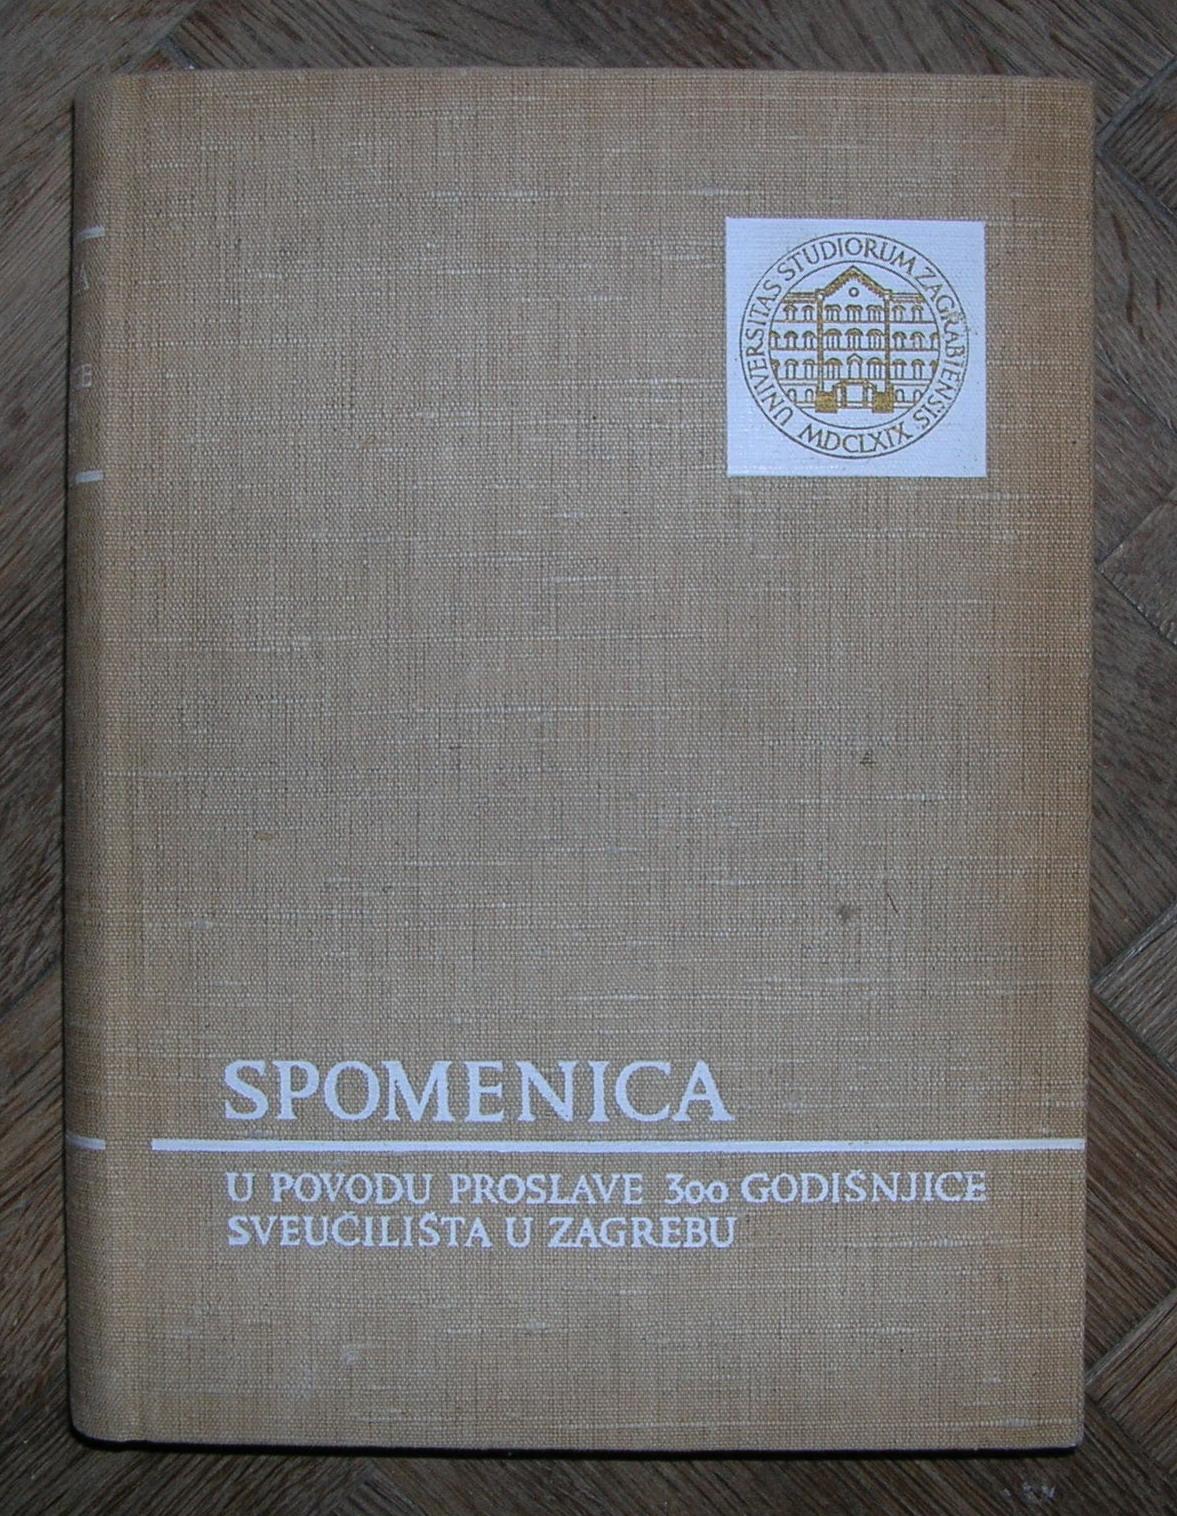 UNIVERSITAS STUDIORUM ZAGRABIENSIS
MDCLXIX
SPOMENICA
U POVODU PROSLAVE 300 GODIŠNJICE
SVEUČILIŠTA U ZAGREBU